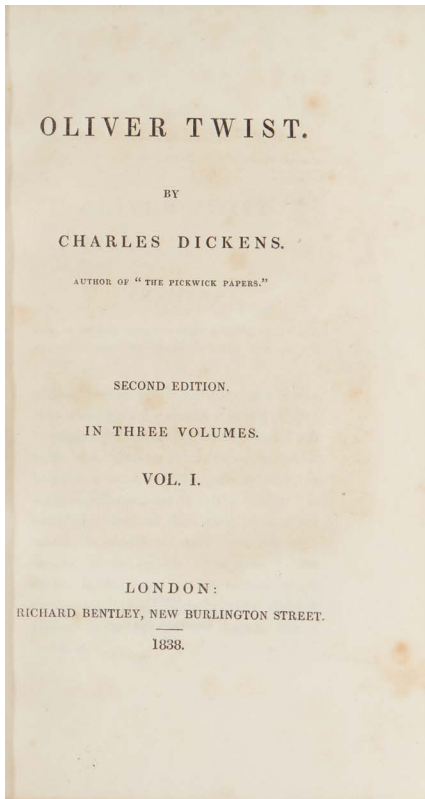 OLIVER TWIST.
BY
CHARLES DICKENS.
AUTHOR OF “THE PICKWICK PAPERS.”
SECOND EDITION.
IN THREE VOLUMES.
VOL. I.
LONDON:
RICHARD BENTLEY, NEW BURLINGTON STREET.
1838.